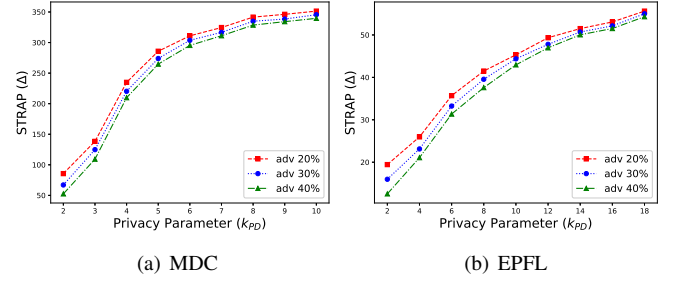 350
300
250
200
150
100
50
STRAP (Δ)
adv 20%
adv 30%
adv 40%
2 3 4 5 6 7 8 9 10
Privacy Parameter (k_PD)
(a) MDC
50
40
30
20
STRAP (Δ)
adv 20%
adv 30%
adv 40%
2 4 6 8 10 12 14 16 18
Privacy Parameter (k_PD)
(b) EPFL